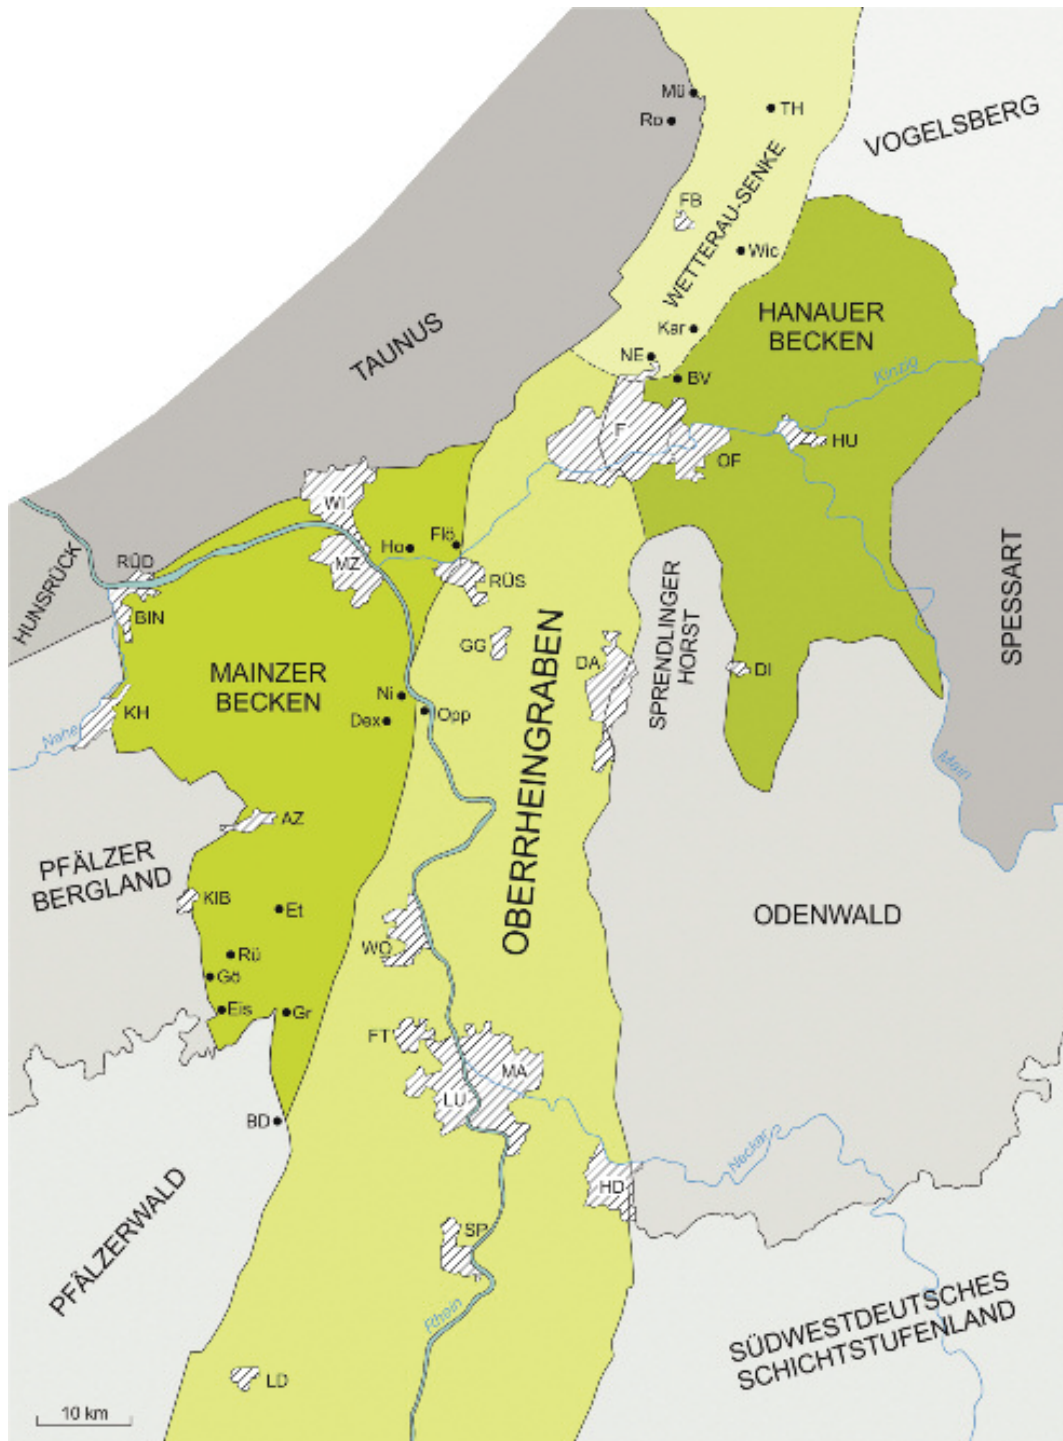 Mü
TH
Ro
VOGELSBERG
WETTERAU-SENKE
FB
Wic
HANAUER
BECKEN
Kar
TAUNUS
NE
BV
Kinzig
F
OF
HU
WI
MZ
Ho
Flö
RÜS
HUNSRÜCK
RÜD
BIN
SPESSART
SPRENDLINGER
HORST
GG
DA
DI
MAINZER
BECKEN
KH
Nahe
Ni
Dex
Opp
OBERRHEINGRABEN
Main
AZ
PFÄLZER
BERGLAND
KIB
Et
WO
ODENWALD
Rü
Gö
Eis
Gr
FT
MA
LU
BD
Neckar
HD
PFÄLZERWALD
SP
Rhein
SÜDWESTDEUTSCHES
SCHICHTSTUFENLAND
LD
10 km